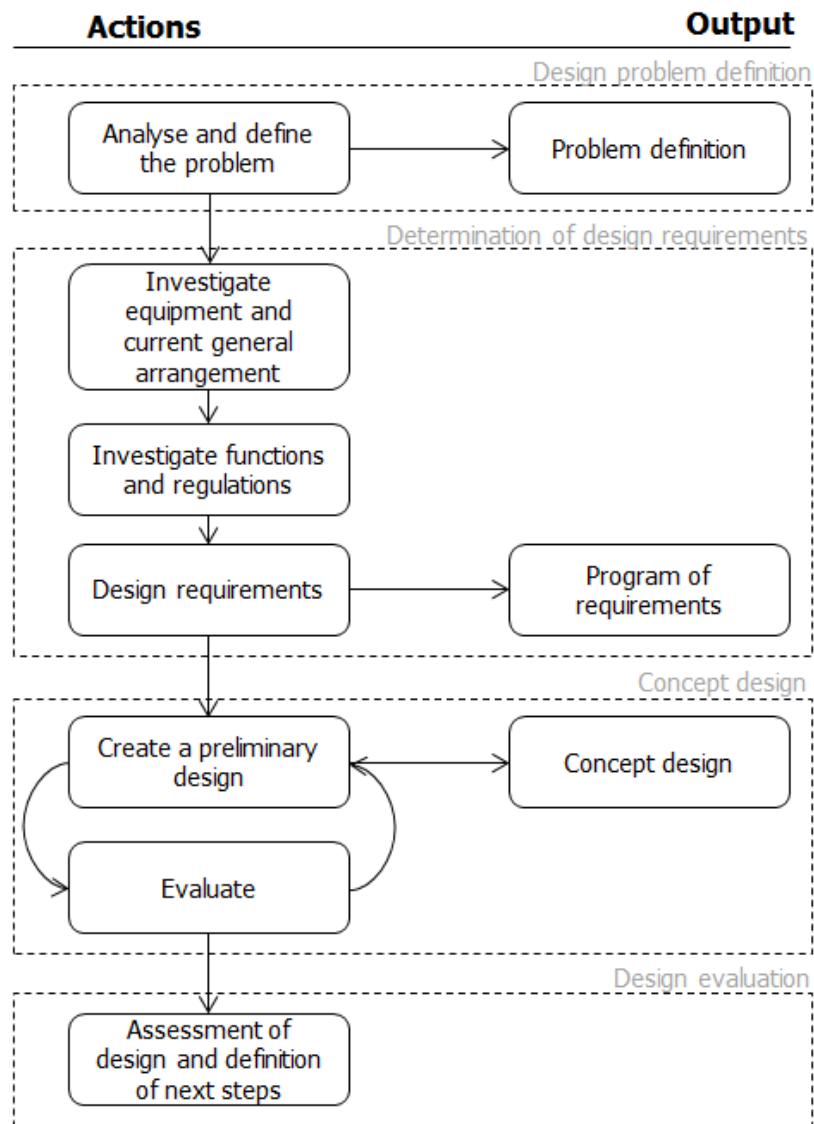 Actions
Output
Design problem definition
Analyse and define
the problem
Problem definition
Determination of design requirements
Investigate
equipment and
current general
arrangement
Investigate functions
and regulations
Design requirements
Program of
requirements
Concept design
Create a preliminary
design
Concept design
Evaluate
Design evaluation
Assessment of
design and definition
of next steps